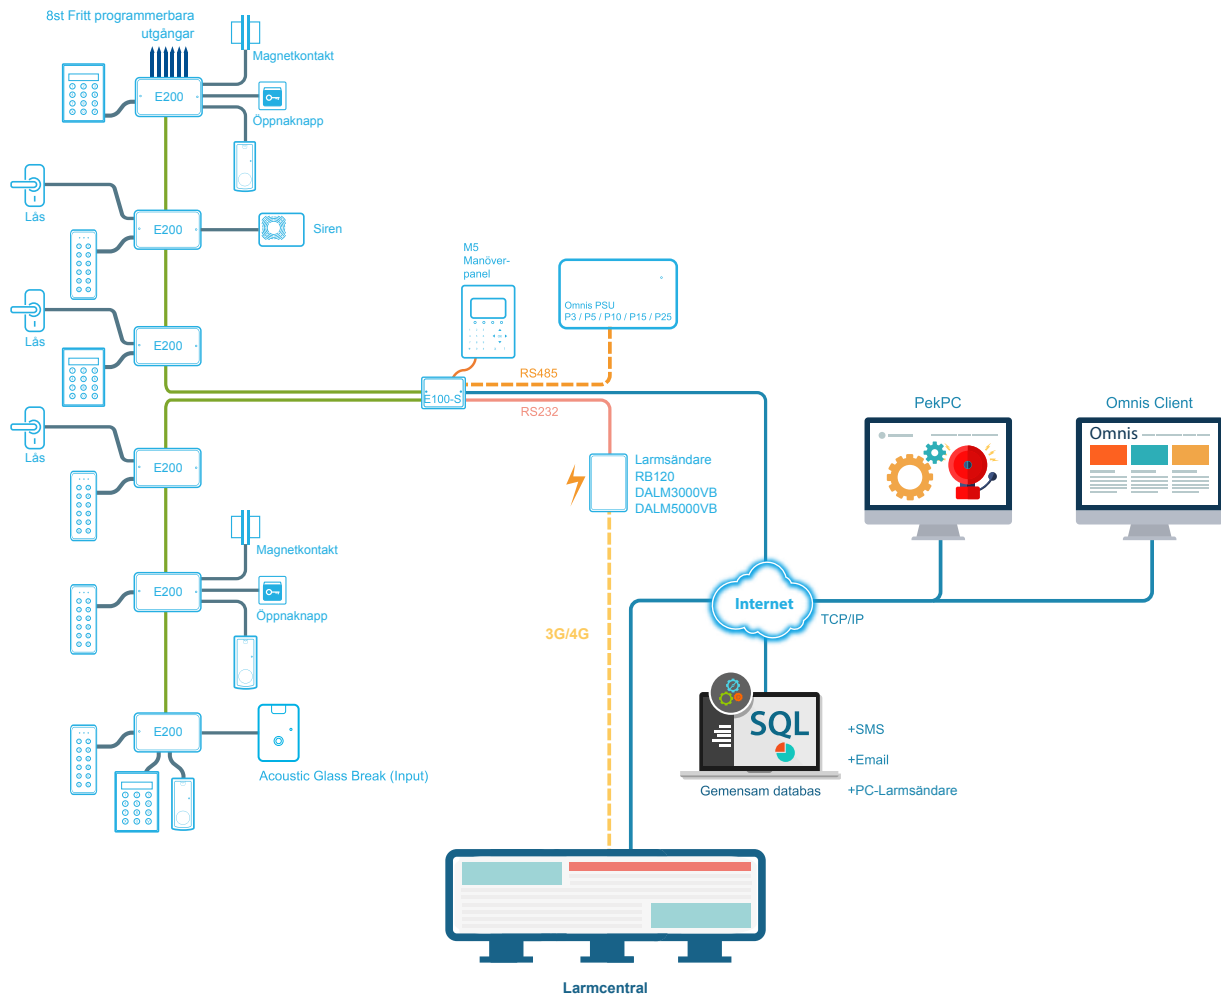 8st Fritt programmerbara
utgångar
Magnetkontakt
E200
Öppnaknapp
Lås
E200
Siren
M5
Manöver-
panel
Omnis PSU
P3 / P5 / P10 / P15 / P25
Lås
E200
RS485
E100-S
RS232
PekPC
Omnis Client
Omnis
Lås
E200
Larmsändare
RB120
DALM3000VB
DALM5000VB
Magnetkontakt
E200
Öppnaknapp
Internet
TCP/IP
3G/4G
E200
Acoustic Glass Break (Input)
SQL
Gemensam databas
+SMS
+Email
+PC-Larmsändare
Larmcentral